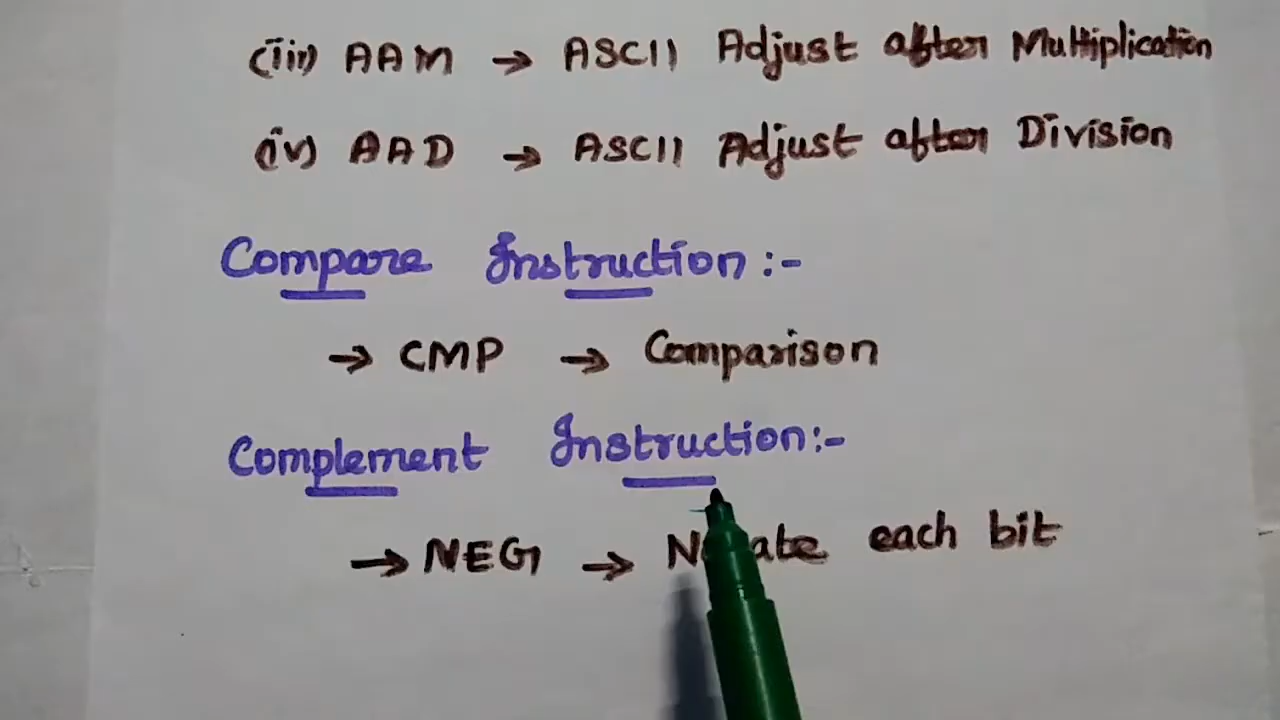 (iii) AAM → ASCII Adjust after Multiplication
(iv) AAD → ASCII Adjust after Division
Compare Instruction :-
→ CMP → Comparison
Complement Instruction :-
→ NEG → each bit